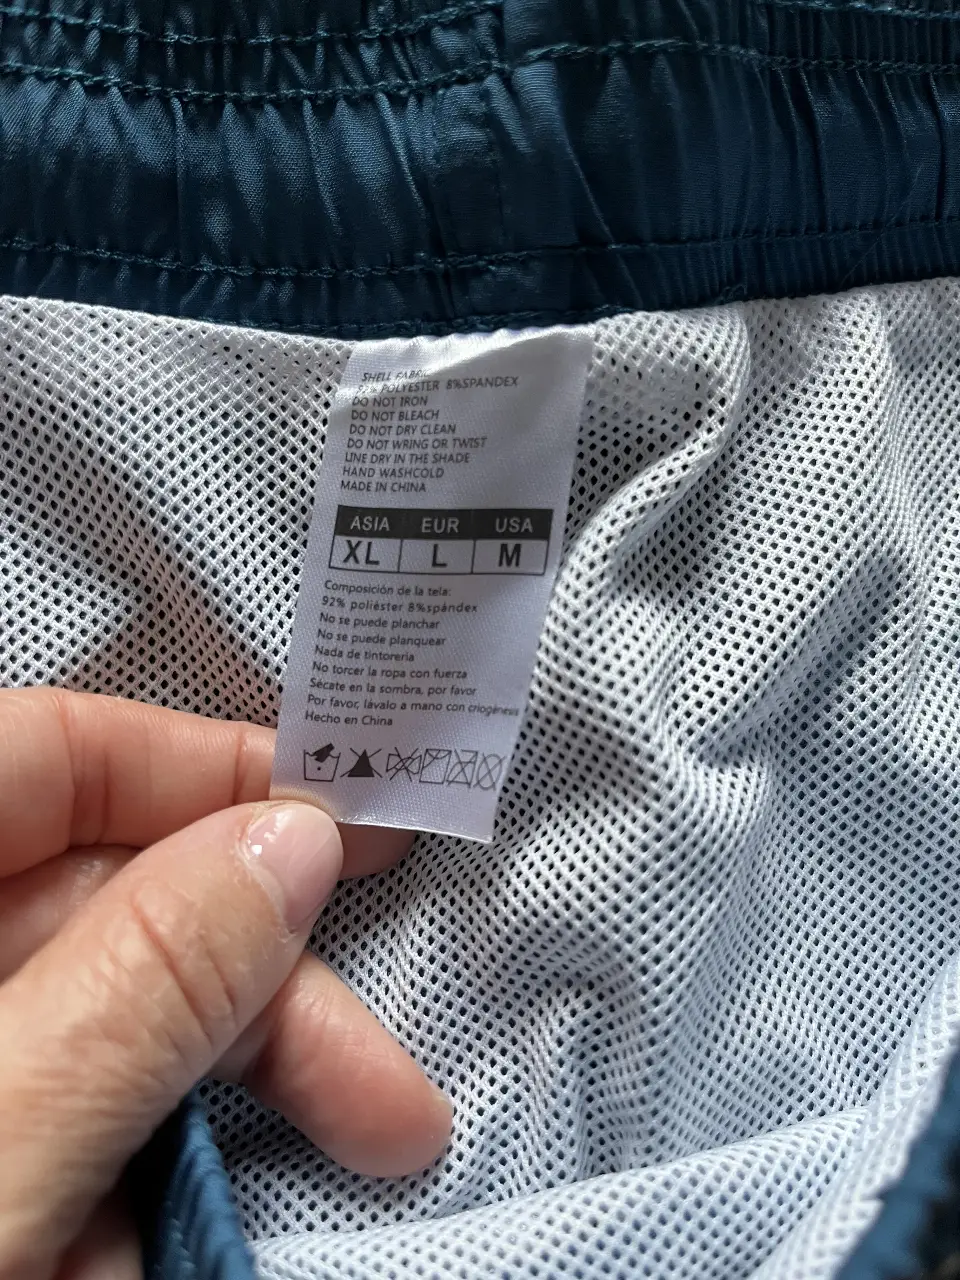 SHELL FABRIC
92% POLYESTER 8%SPANDEX
DO NOT IRON
DO NOT BLEACH
DO NOT DRY CLEAN
DO NOT WRING OR TWIST
LINE DRY IN THE SHADE
HAND WASHCOLD
MADE IN CHINA
ASIA EUR USA
XL L M
Composición de la tela:
92% poliéster 8%spándex
No se puede planchar
No se puede planquear
Nada de tintorería
No torcer la ropa con fuerza
Sécate en la sombra, por favor
Por favor, lávalo a mano con criogénesis
Hecho en China